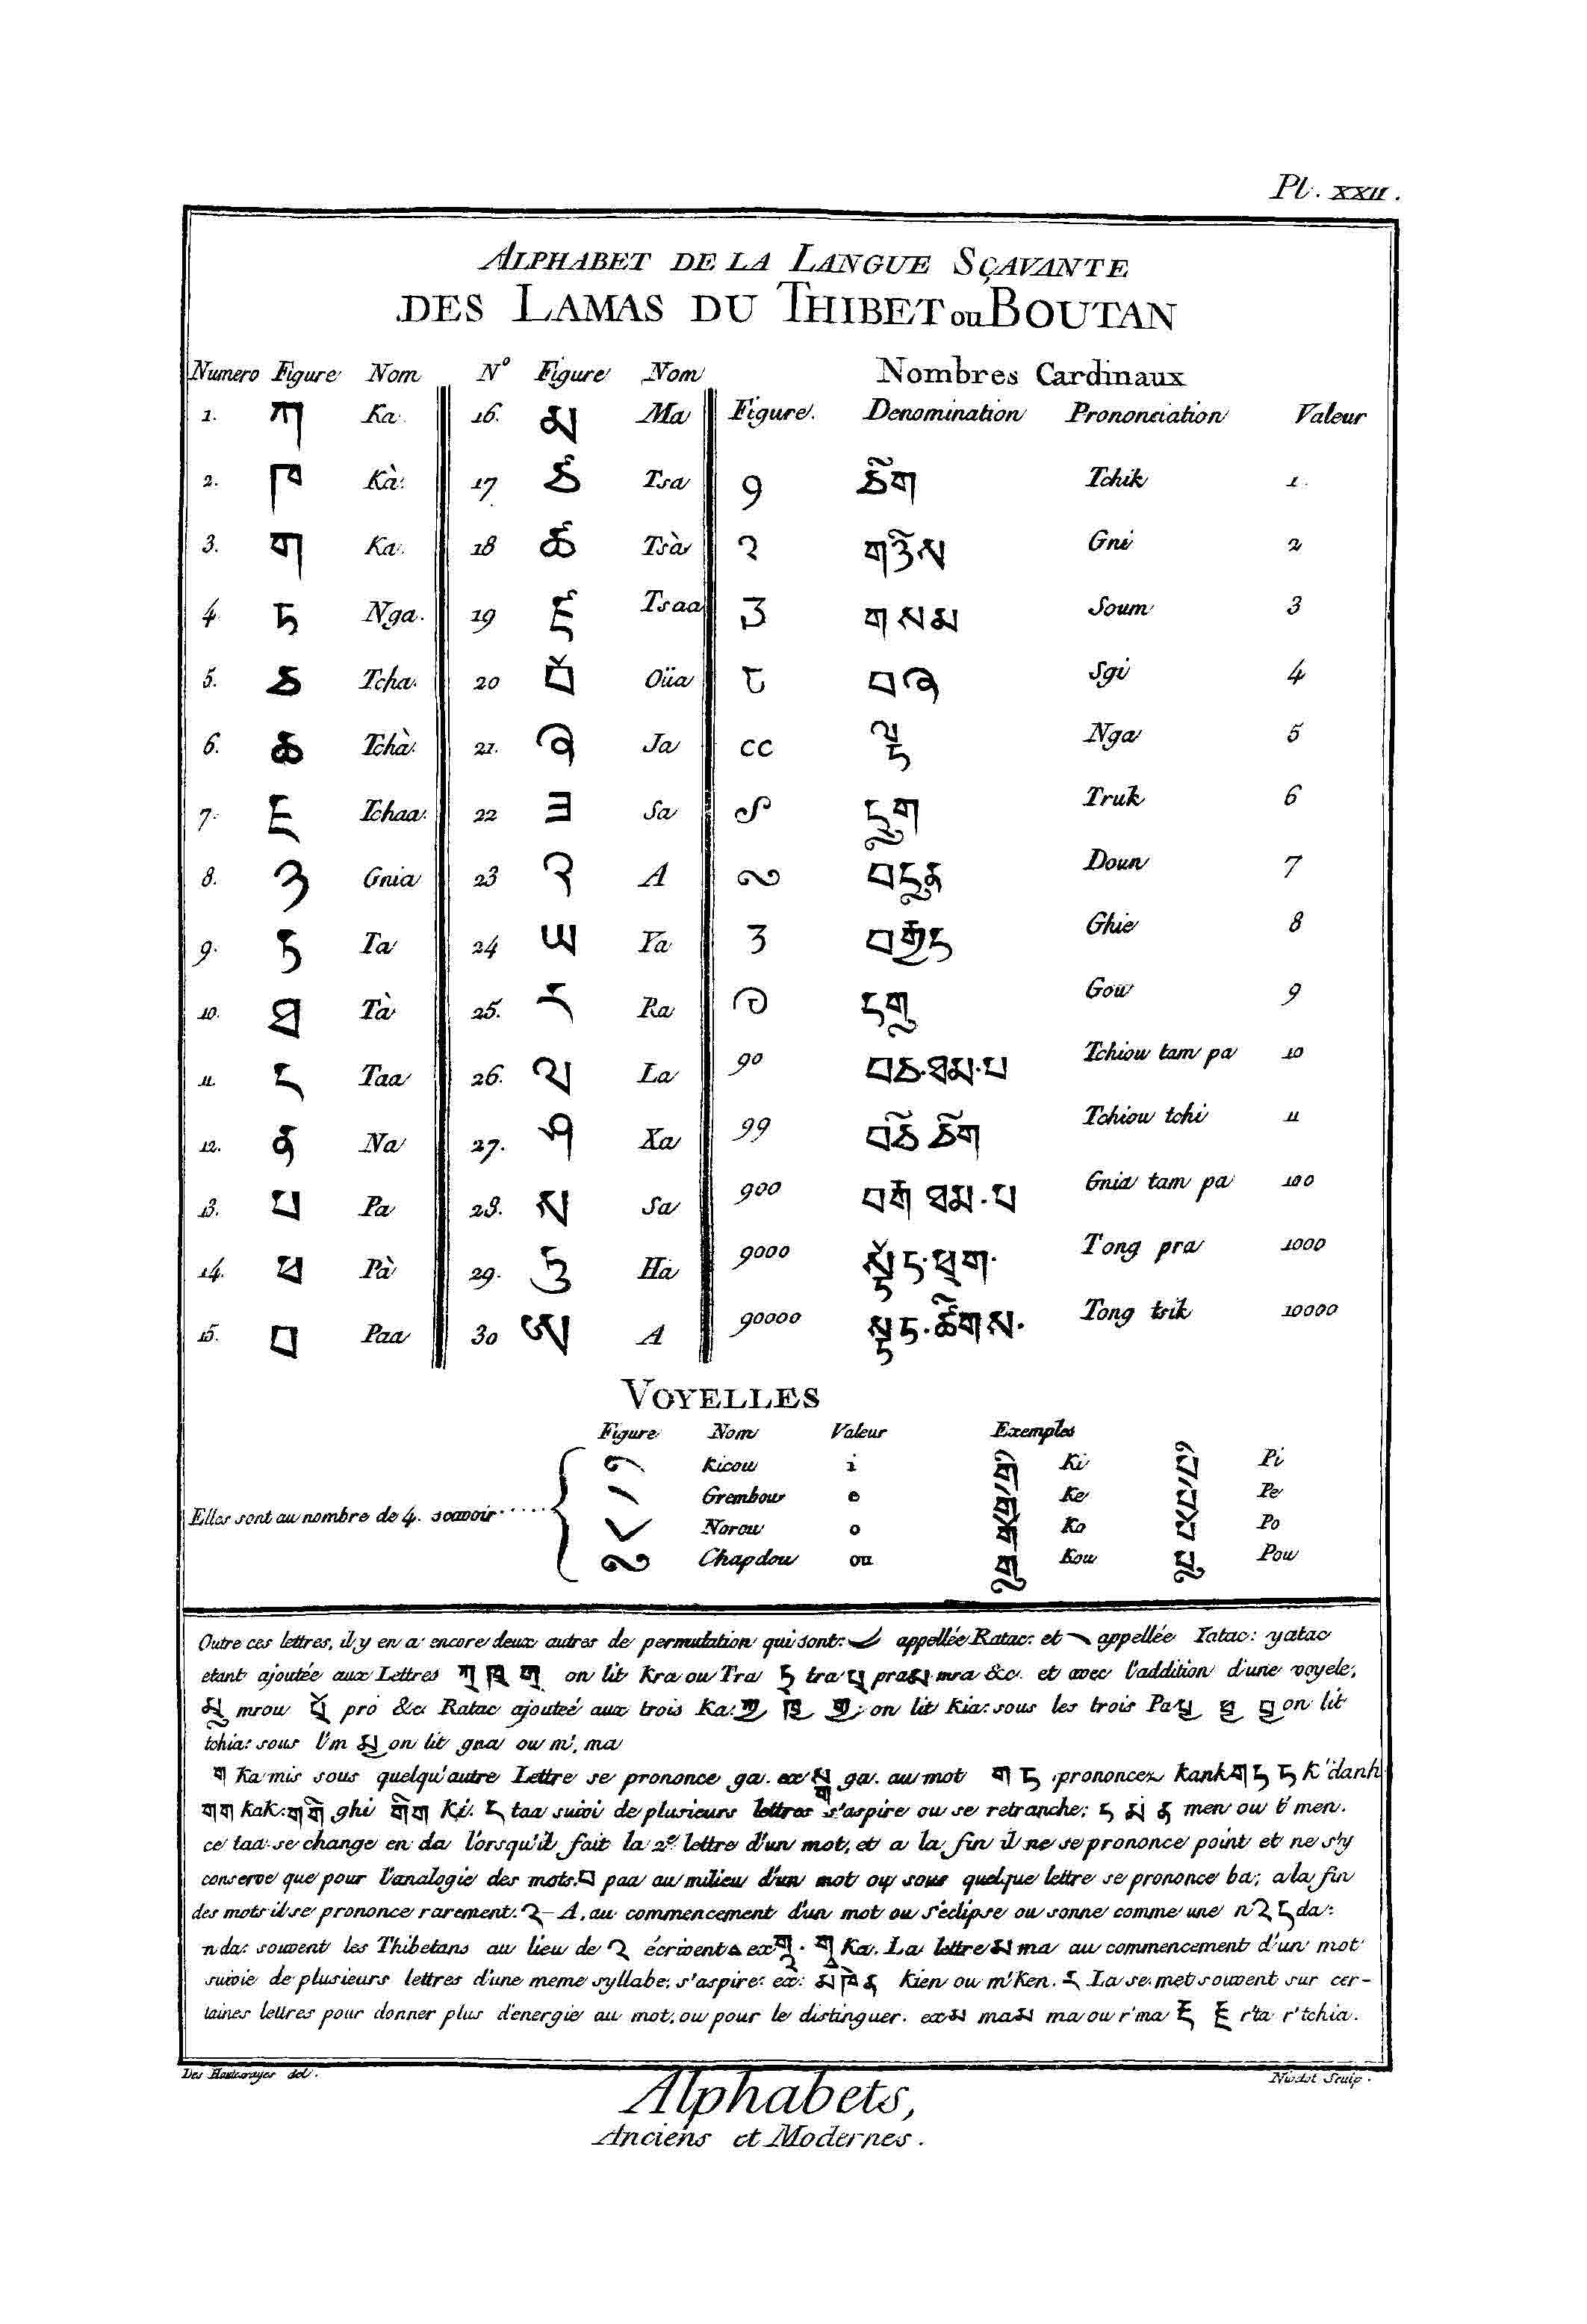 Pl. XXII.
ALPHABET DE LA LANGUE SÇAVANTE
DES LAMAS DU THIBET ou BOUTAN
Numero Figure Nom N° Figure Nom Nombres Cardinaux
Figure. Denomination Prononciation Valeur
1. ཀ Ka. 16. མ Ma
2. ཁ Kà. 17. ཙ Tsa ༡ ཅིག Tchik 1.
3. ག Ka. 18 ཚ Tsà ༢ གཉིས Gni 2
4. ང Nga. 19 ཛ Tsaa ༣ གསམ Soum 3
5. ཅ Tcha. 20 ཝ Oüa ༤ བཞ Sgi 4
6. ཆ Tchà. 21. ཞ Ja ༥ ལྔ Nga 5
7. ཇ Tchaa. 22 ཟ Sa ༦ དྲུག Truk 6
8. ཉ Gnia 23 འ A ༧ བདུན Doun 7
9. ཏ Ta 24 ཡ Ya ༨ བརྒྱད Ghie 8
10. ཐ Tà 25. ར Ra ༩ དགུ Gou 9
11. ད Taa 26. ལ La ༡༠ བཅ་ཐམ་པ Tchiou tam pa 10
12. ན Na 27. ཤ Xa ༡༡ བཅི ཅིག Tchiou tchi 11
13. པ Pa 28. ས Sa ༡༠༠ བརྒ ཐམ་པ Gnia tam pa 100
14. ཕ Pà 29. ཧ Ha ༡༠༠༠ སྟོང་ཕྲག་ Tong pra 1000
15. བ Paa 30 ཨ A ༡༠༠༠༠ སྟང་ཚིགས་ Tong tsik 10000
VOYELLES
Figure Nom Valeur Exemples
Elles sont au nombre de 4. scavoir
ི Kicou i གི Ki པི Pi
ེ Grembou e གེ Ke པེ Pe
ོ Norou o གོ Ko པོ Po
ུ Chapdou ou གུ Kou པུ Pou
Outre ces lettres, il y en a encore deux autres de permutation qui sont: appellée Ratac: et appellée Iatac: yatac
etant ajoutée aux Lettres ཀྲ ཁྲ གྲ on lit Kra ou Tra ཏྲ tra པྲ pra སྲ mra &c. et avec l'addition d'une voyele,
མྲུ mrou པྲོ pro &c. Ratac ajouteé aux trois Ka: ཀྱ ཁྱ གྱ: on lit Kia: sous les trois Pa པྱ ཕྱ བྱ on lit
tchia: sous l'm མྱ on lit gna ou m', ma
ག Ka mis sous quelqu'autre Lettre se prononce ga. ex སྒ ga. au mot ག ང prononcez Kank ག ད ང K'danh
གག Kak: གགི ghi གིག Ki. ད taa suivi de plusieurs lettres s'aspire ou se retranche; ད མ ན men ou t'men.
ce taa se change en da lorsqu'il fait la 2e. lettre d'un mot, et a la fin il ne se prononce point et ne s'y
conserve que pour l'analogie des mots. བ paa au milieu d'un mot ou sous quelque lettre se prononce ba; a la fin
des mots il se prononce rarement. འ A, au commencement d'un mot ou s'eclipse ou sonne comme une n འ ད da:
nda: souvent les Thibetans au lieu de འ écrivent ex Ka. La lettre མ ma au commencement d'un mot
suivie de plusieurs lettres d'une meme syllabe, s'aspire: ex: མཁེན Kien ou m'Ken. La se met souvent sur cer-
taines lettres pour donner plus d'energie au mot, ou pour le distinguer. ex མ ma མ ma ou r'ma རྟ རྗ r'ta r'tchia.
Des Hautesrayes del.
Niodot Sculp.
Alphabets,
Anciens et Modernes.